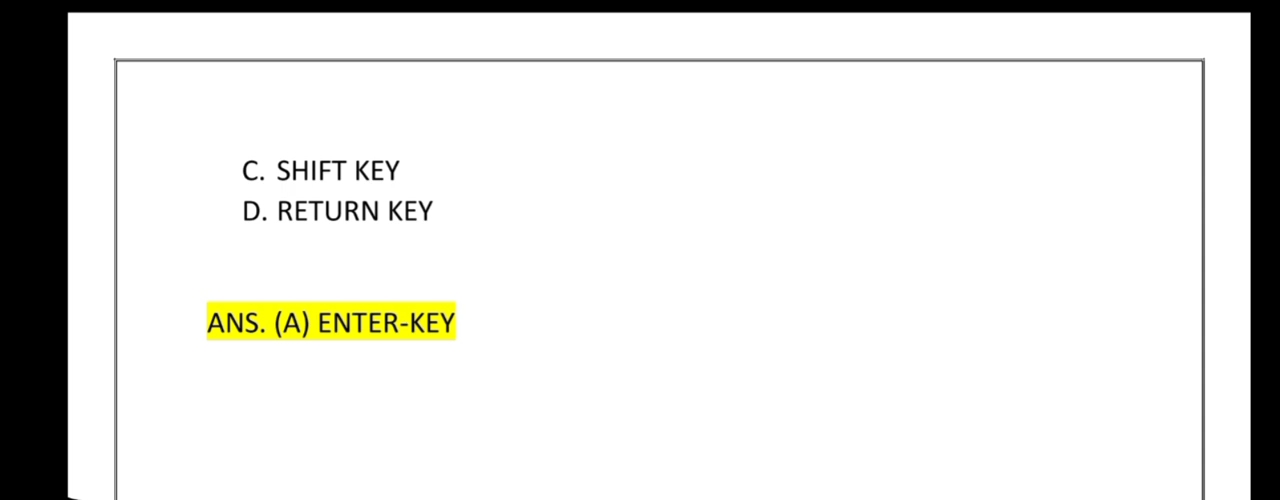 C. SHIFT KEY
D. RETURN KEY
ANS. (A) ENTER-KEY